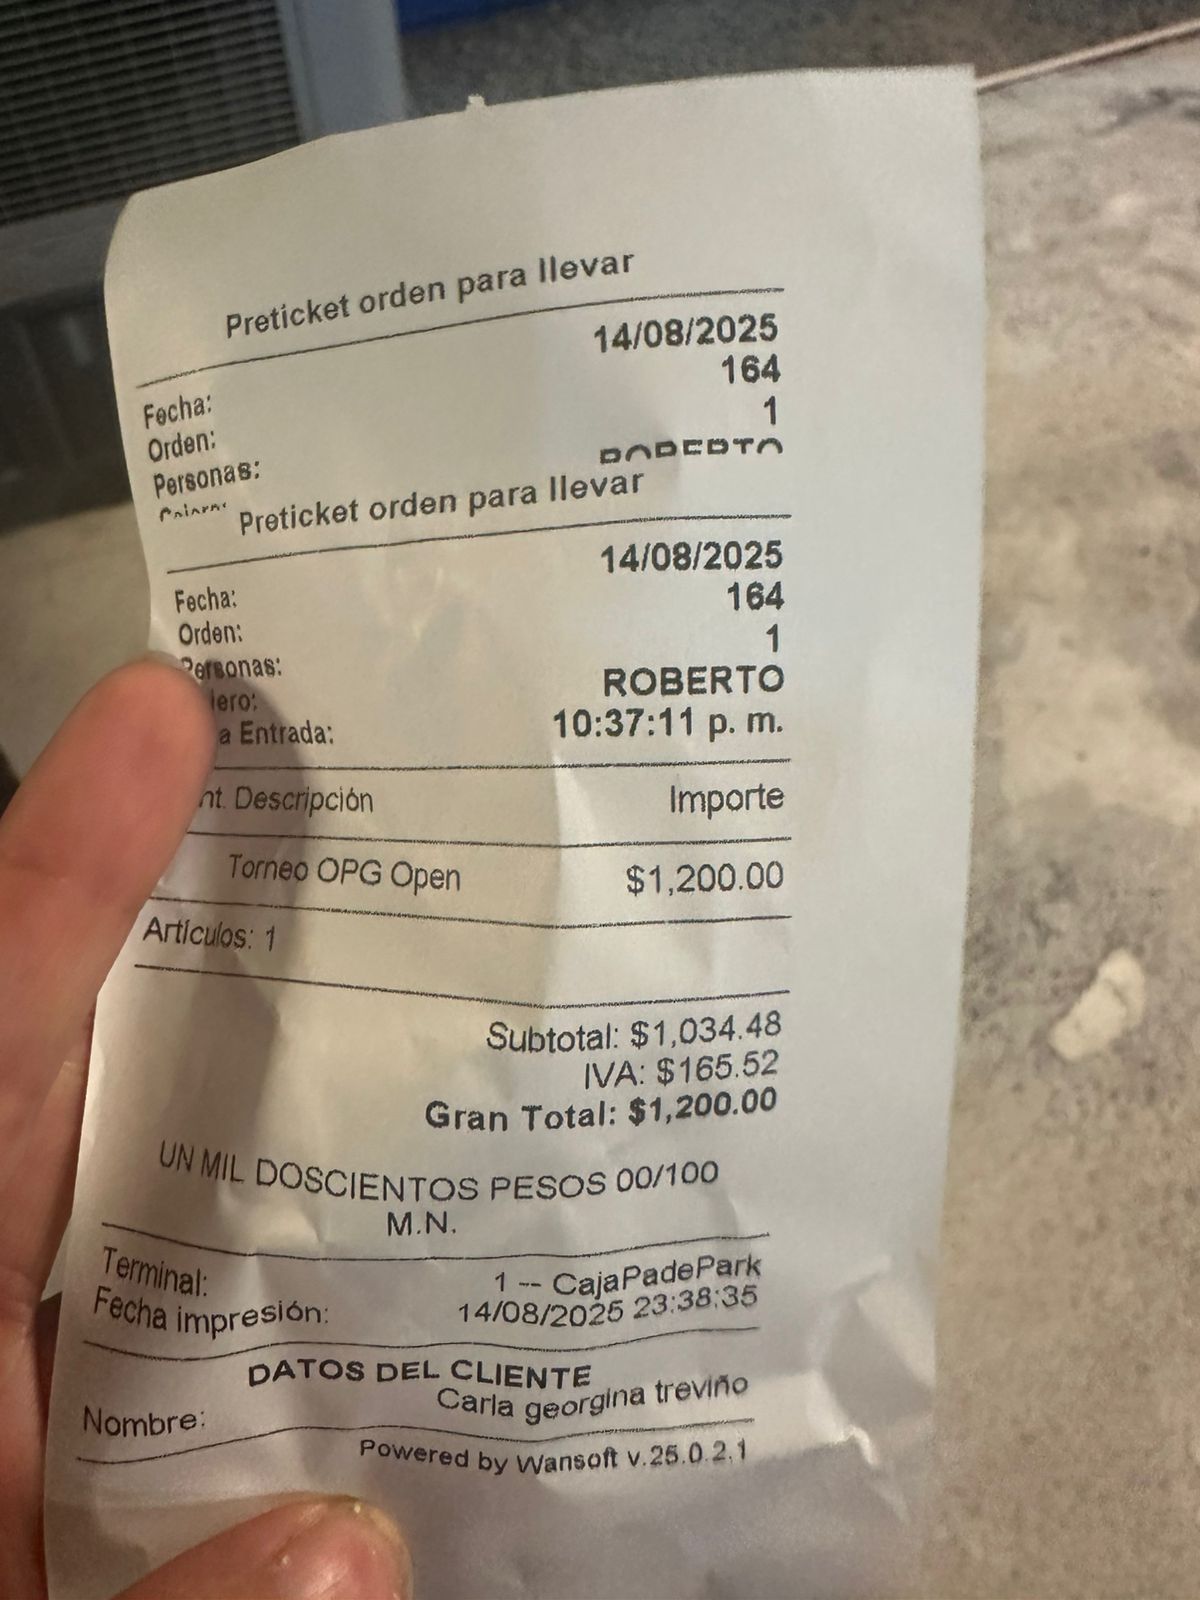 Preticket orden para llevar
Fecha: 14/08/2025
Orden: 164
Personas: 1
Preticket orden para llevar
Fecha: 14/08/2025
Orden: 164
Personas: 1
ROBERTO
Entrada: 10:37:11 p. m.
Descripción Importe
Torneo OPG Open $1,200.00
Artículos: 1
Subtotal: $1,034.48
IVA: $165.52
Gran Total: $1,200.00
UN MIL DOSCIENTOS PESOS 00/100
M.N.
Terminal: 1 -- CajaPadePark
Fecha impresión: 14/08/2025 23:38:35
DATOS DEL CLIENTE
Nombre: Carla georgina treviño
Powered by Wansoft v.25.0.2.1